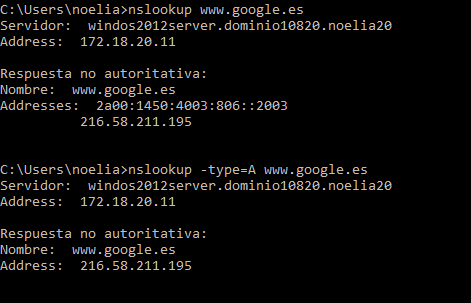 C:\Users\noelia>nslookup www.google.es
Servidor:  windos2012server.dominio10820.noelia20
Address:  172.18.20.11
Respuesta no autoritativa:
Nombre:  www.google.es
Addresses:  2a00:1450:4003:806::2003
216.58.211.195
C:\Users\noelia>nslookup -type=A www.google.es
Servidor:  windos2012server.dominio10820.noelia20
Address:  172.18.20.11
Respuesta no autoritativa:
Nombre:  www.google.es
Address:  216.58.211.195